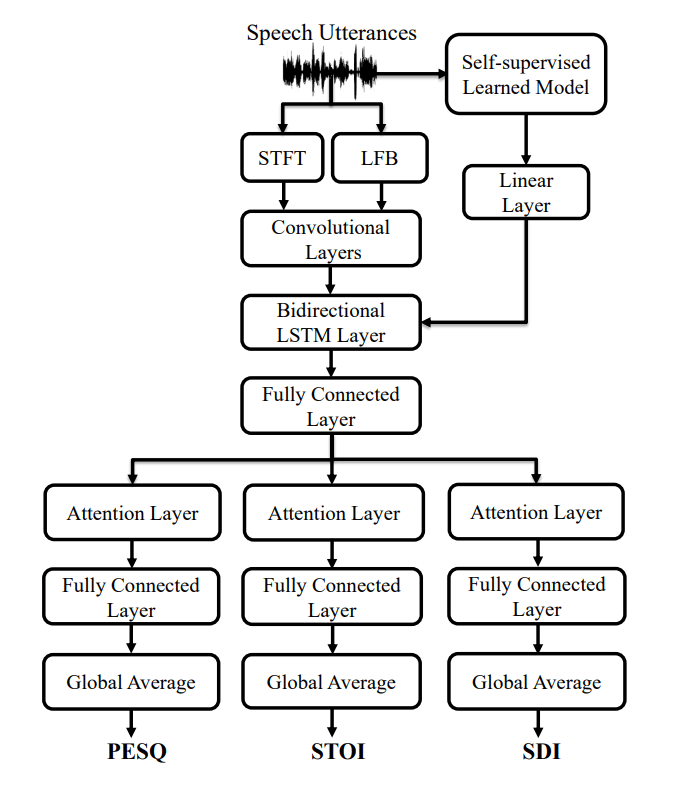 Speech Utterances
Self-supervised
Learned Model
STFT
LFB
Linear
Layer
Convolutional
Layers
Bidirectional
LSTM Layer
Fully Connected
Layer
Attention Layer
Attention Layer
Attention Layer
Fully Connected
Layer
Fully Connected
Layer
Fully Connected
Layer
Global Average
Global Average
Global Average
PESQ
STOI
SDI